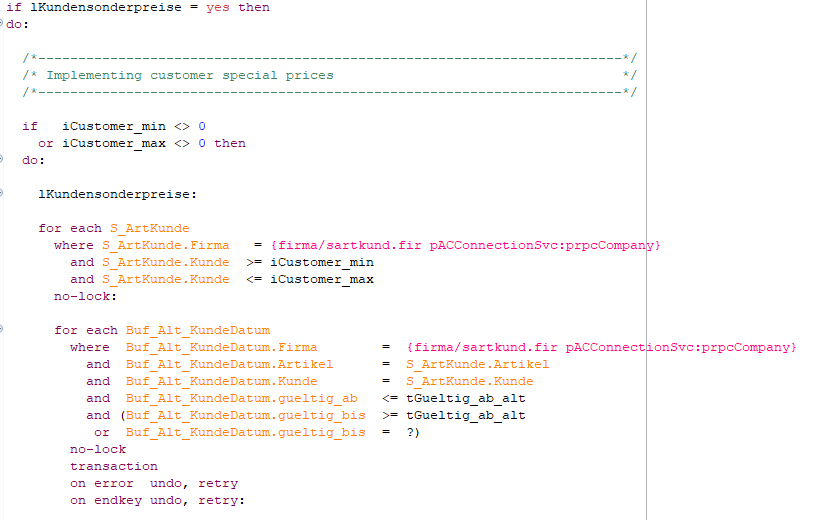 if lKundensonderpreise = yes then
do:
/*-------------------------------------------------------------------------*/
/* Implementing customer special prices                                    */
/*-------------------------------------------------------------------------*/
if   iCustomer_min <> 0
or iCustomer_max <> 0 then
do:
lKundensonderpreise:
for each S_ArtKunde
where S_ArtKunde.Firma   = {firma/sartkund.fir pACConnectionSvc:prpcCompany}
and S_ArtKunde.Kunde  >= iCustomer_min
and S_ArtKunde.Kunde  <= iCustomer_max
no-lock:
for each Buf_Alt_KundeDatum
where  Buf_Alt_KundeDatum.Firma        =  {firma/sartkund.fir pACConnectionSvc:prpcCompany}
and  Buf_Alt_KundeDatum.Artikel      =  S_ArtKunde.Artikel
and  Buf_Alt_KundeDatum.Kunde        =  S_ArtKunde.Kunde
and  Buf_Alt_KundeDatum.gueltig_ab   <= tGueltig_ab_alt
and (Buf_Alt_KundeDatum.gueltig_bis  >= tGueltig_ab_alt
or  Buf_Alt_KundeDatum.gueltig_bis  =  ?)
no-lock
transaction
on error  undo, retry
on endkey undo, retry: